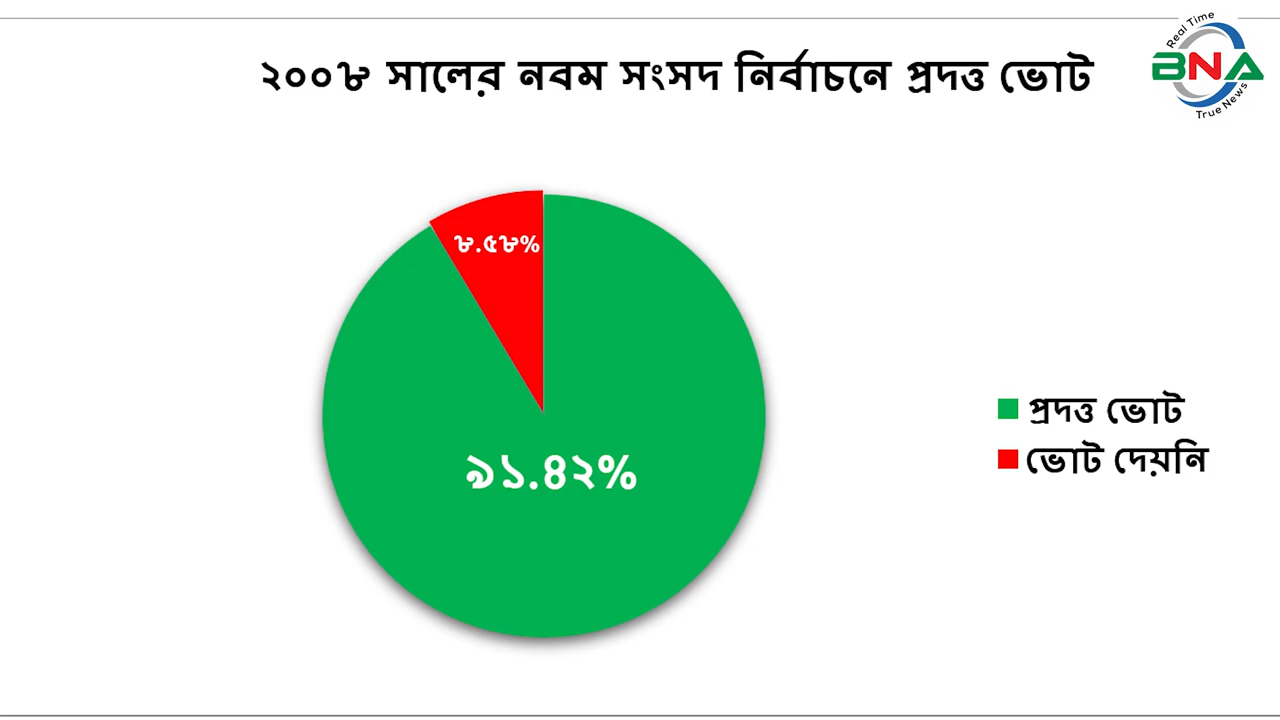 ২০০৮ সালের নবম সংসদ নির্বাচনে প্রদত্ত ভোট
Real Time
BNA
True News
৮.৫৮%
৯১.৪২%
প্রদত্ত ভোট
ভোট দেয়নি